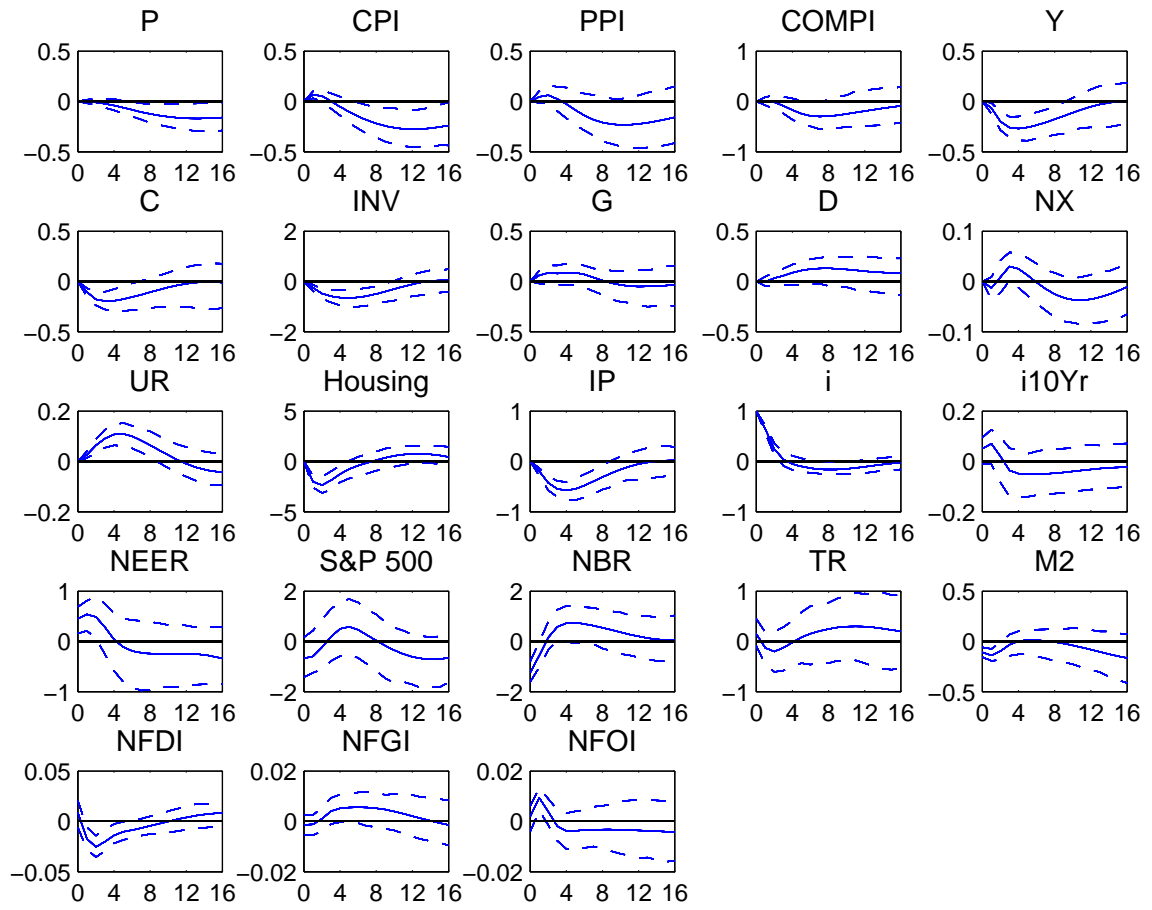 P CPI PPI COMPI Y
0.5 0.5 0.5 1 0.5
0 0 0 0 0
−0.5 −0.5 −0.5 −1 −0.5
0 4 8 12 16 0 4 8 12 16 0 4 8 12 16 0 4 8 12 16 0 4 8 12 16
C INV G D NX
0.5 2 0.5 0.5 0.1
0 0 0 0 0
−0.5 −2 −0.5 −0.5 −0.1
0 4 8 12 16 0 4 8 12 16 0 4 8 12 16 0 4 8 12 16 0 4 8 12 16
UR Housing IP i i10Yr
0.2 5 1 1 0.2
0 0 0 0 0
−0.2 −5 −1 −1 −0.2
0 4 8 12 16 0 4 8 12 16 0 4 8 12 16 0 4 8 12 16 0 4 8 12 16
NEER S&P 500 NBR TR M2
1 2 2 1 0.5
0 0 0 0 0
−1 −2 −2 −1 −0.5
0 4 8 12 16 0 4 8 12 16 0 4 8 12 16 0 4 8 12 16 0 4 8 12 16
NFDI NFGI NFOI
0.05 0.02 0.02
0 0 0
−0.05 −0.02 −0.02
0 4 8 12 16 0 4 8 12 16 0 4 8 12 16